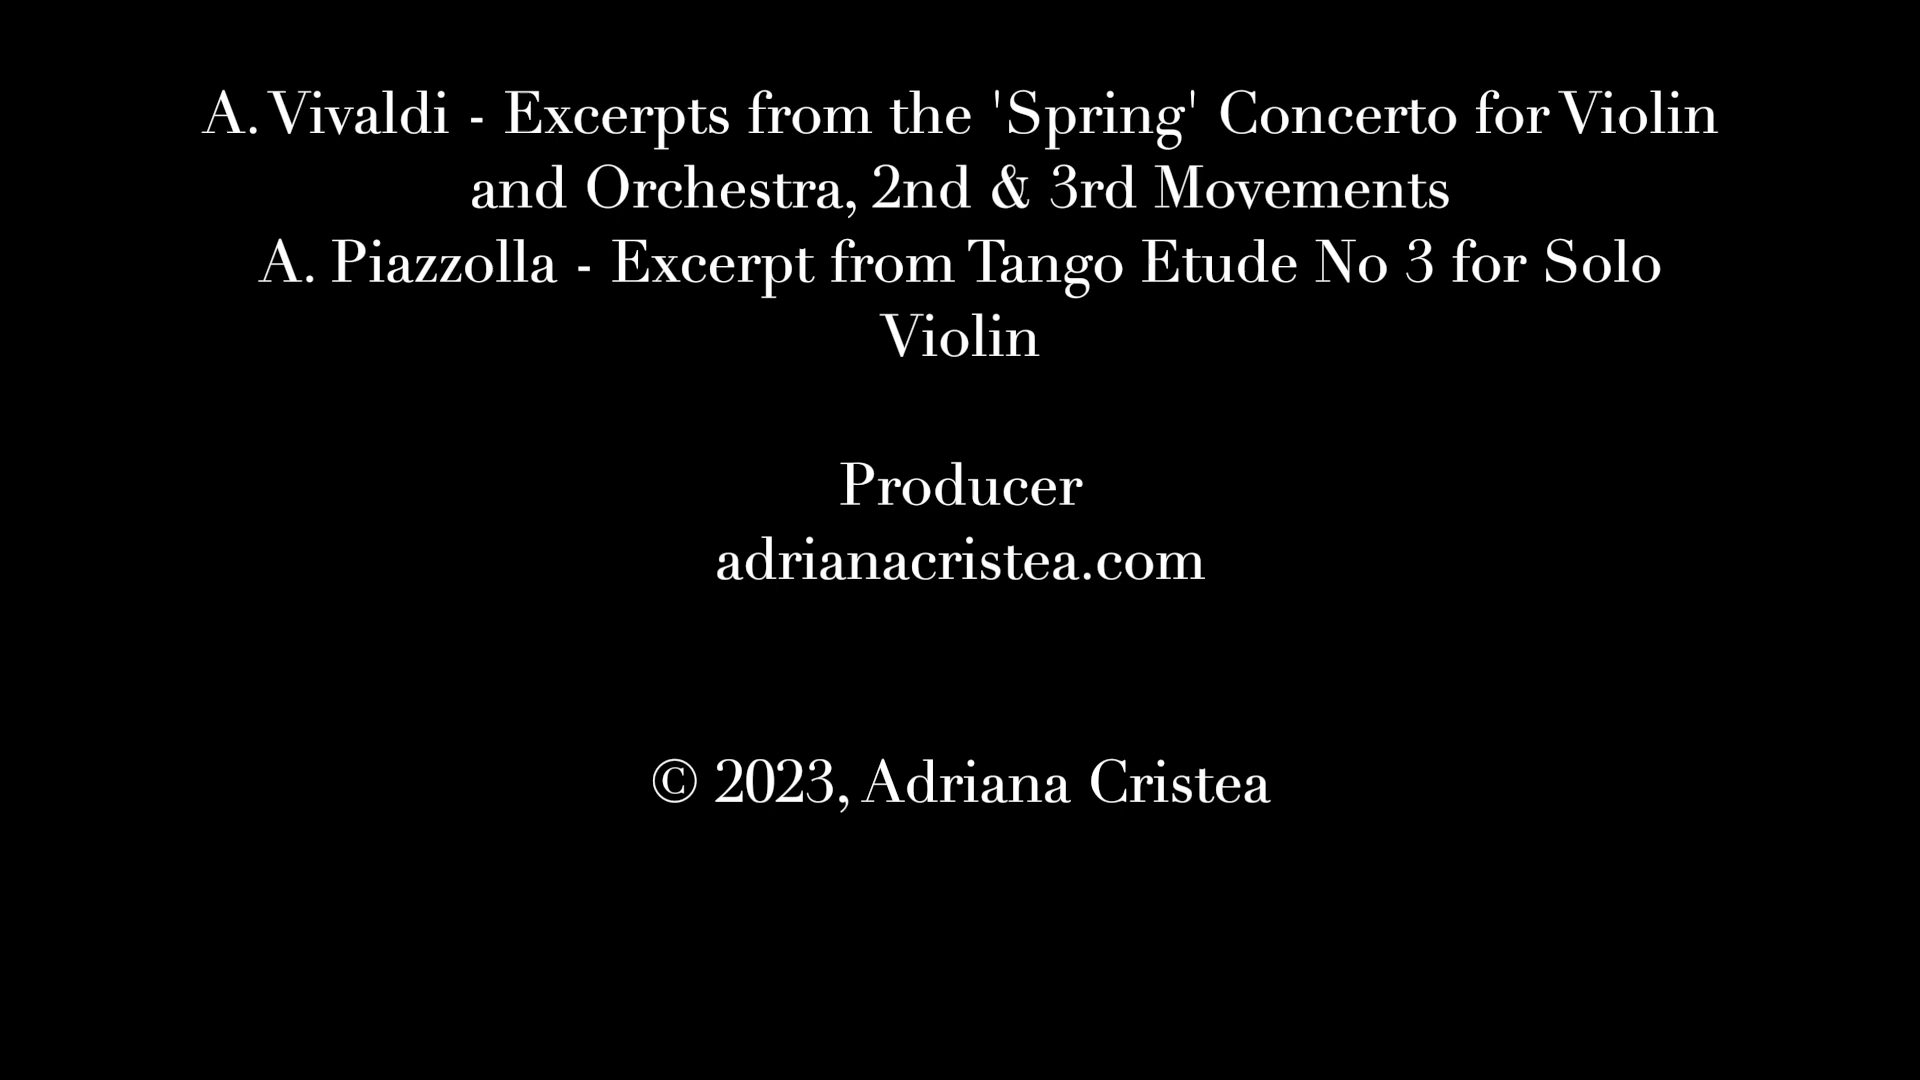 A. Vivaldi - Excerpts from the 'Spring' Concerto for Violin
and Orchestra, 2nd & 3rd Movements
A. Piazzolla - Excerpt from Tango Etude No 3 for Solo
Violin
Producer
adrianacristea.com
© 2023, Adriana Cristea